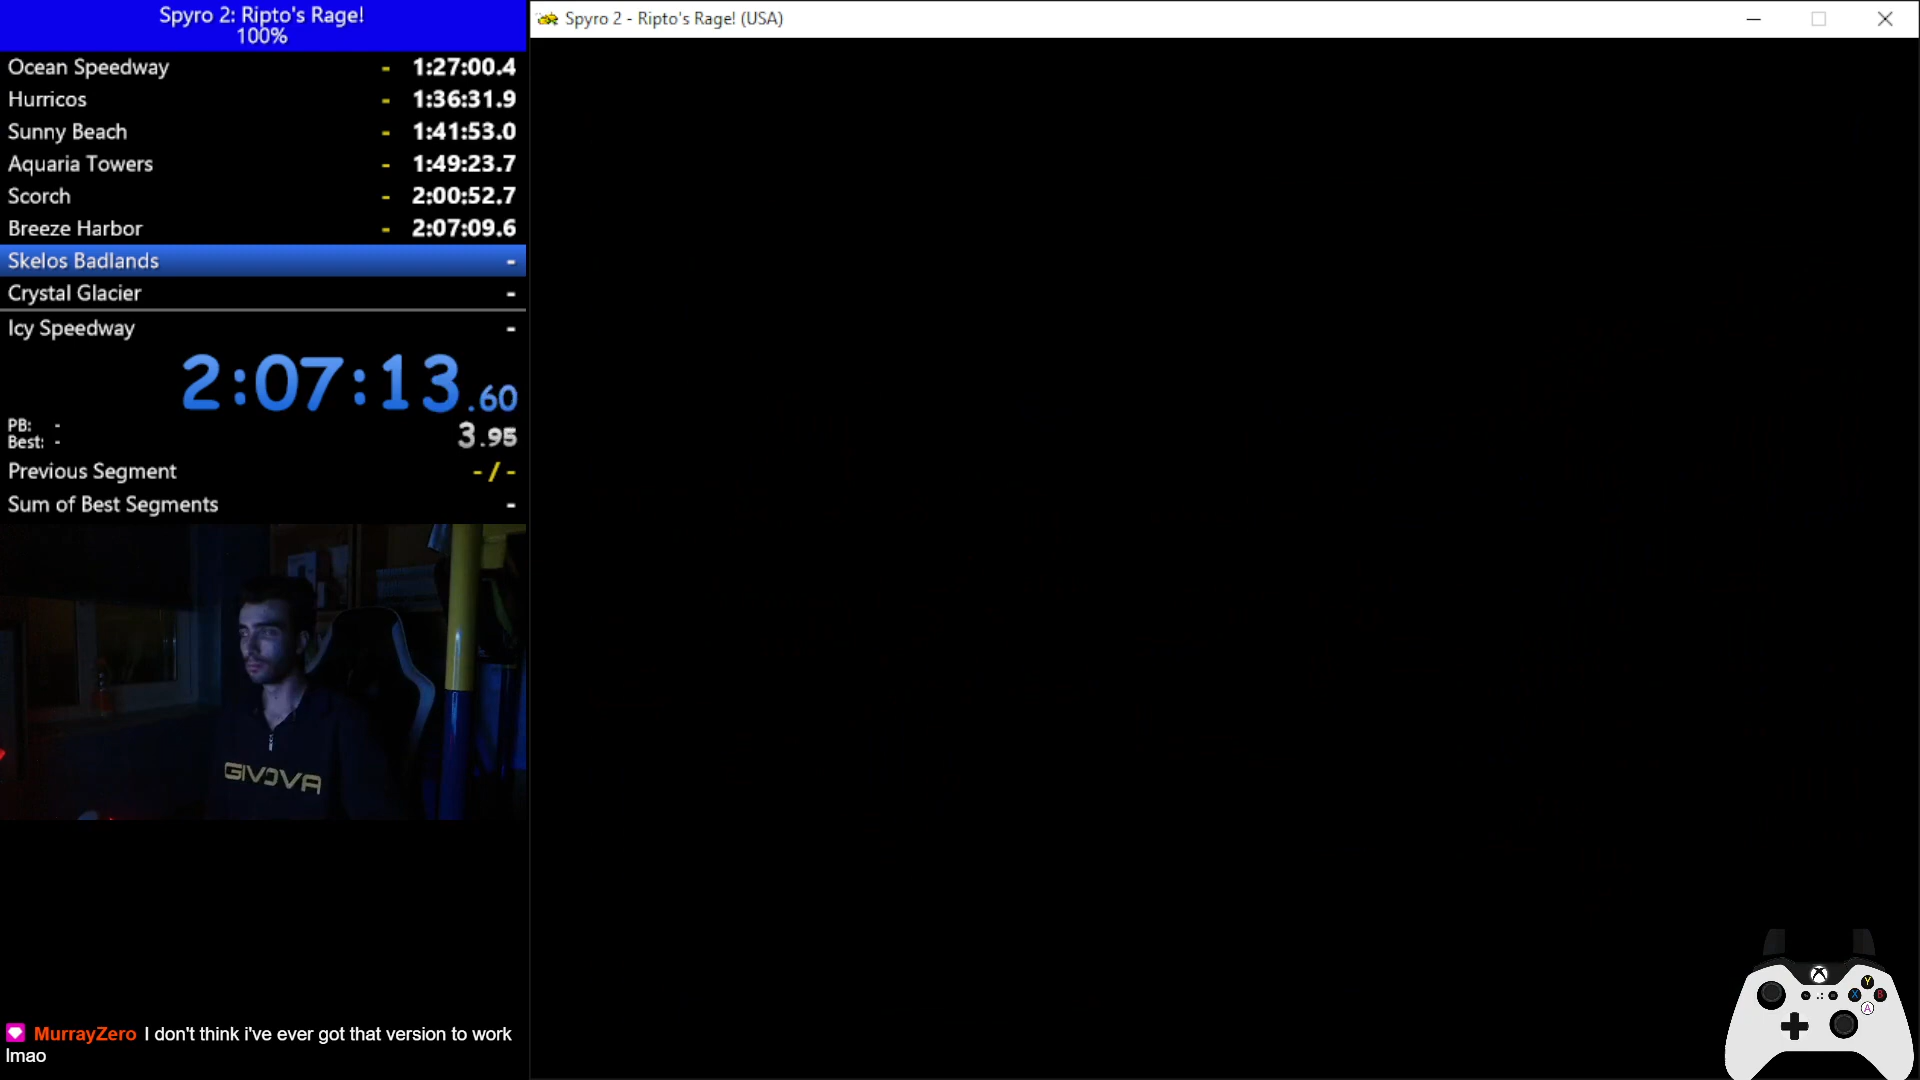 Spyro 2: Ripto's Rage!
100%
Ocean Speedway - 1:27:00.4
Hurricos - 1:36:31.9
Sunny Beach - 1:41:53.0
Aquaria Towers - 1:49:23.7
Scorch - 2:00:52.7
Breeze Harbor - 2:07:09.6
Skelos Badlands -
Crystal Glacier -
Icy Speedway -
2:07:13.60
PB: -
Best: -
3.95
Previous Segment - / -
Sum of Best Segments -
GIVOVA
MurrayZero I don't think i've ever got that version to work
lmao
Spyro 2 - Ripto's Rage! (USA)
Y
X
B
A